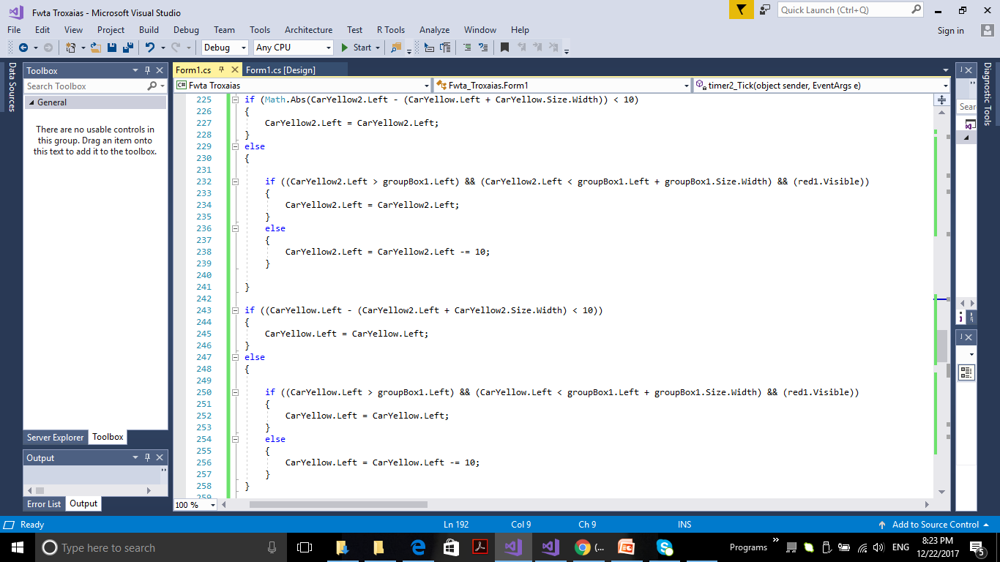 Fwta Troxaias - Microsoft Visual Studio
Quick Launch (Ctrl+Q)
File Edit View Project Build Debug Team Tools Architecture Test R Tools Analyze Window Help
Sign in
Debug Any CPU Start
Data Sources
Toolbox
Search Toolbox
General
There are no usable controls in
this group. Drag an item onto
this text to add it to the toolbox.
Server Explorer Toolbox
Output
Error List Output
Form1.cs Form1.cs [Design]
C# Fwta Troxaias Fwta_Troxaias.Form1 timer2_Tick(object sender, EventArgs e)
225 if (Math.Abs(CarYellow2.Left - (CarYellow.Left + CarYellow.Size.Width)) < 10)
226 {
227 CarYellow2.Left = CarYellow2.Left;
228 }
229 else
230 {
231
232 if ((CarYellow2.Left > groupBox1.Left) && (CarYellow2.Left < groupBox1.Left + groupBox1.Size.Width) && (red1.Visible))
233 {
234 CarYellow2.Left = CarYellow2.Left;
235 }
236 else
237 {
238 CarYellow2.Left = CarYellow2.Left -= 10;
239 }
240
241 }
242
243 if ((CarYellow.Left - (CarYellow2.Left + CarYellow2.Size.Width) < 10))
244 {
245 CarYellow.Left = CarYellow.Left;
246 }
247 else
248 {
249
250 if ((CarYellow.Left > groupBox1.Left) && (CarYellow.Left < groupBox1.Left + groupBox1.Size.Width) && (red1.Visible))
251 {
252 CarYellow.Left = CarYellow.Left;
253 }
254 else
255 {
256 CarYellow.Left = CarYellow.Left -= 10;
257 }
258 }
259
100 %
Sear
Diagnostic Tools
Ready Ln 192 Col 9 Ch 9 INS Add to Source Control
Type here to search
(...
Programs
ENG
8:23 PM
12/22/2017
5